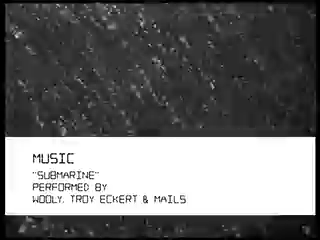 MUSIC
"SUBMARINE"
PERFORMED BY
WOOLY, TROY ECKERT & MAILS